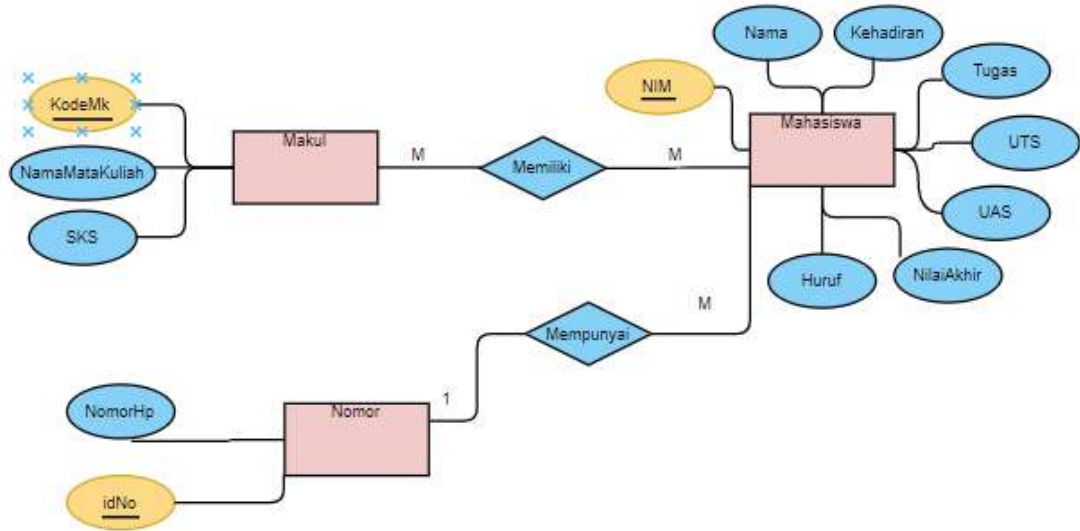 Nama
Kehadiran
KodeMk
NIM
Tugas
Makul
Mahasiswa
M
Memiliki
M
UTS
NamaMataKuliah
SKS
UAS
Huruf
NilaiAkhir
M
Mempunyai
1
NomorHp
Nomor
idNo